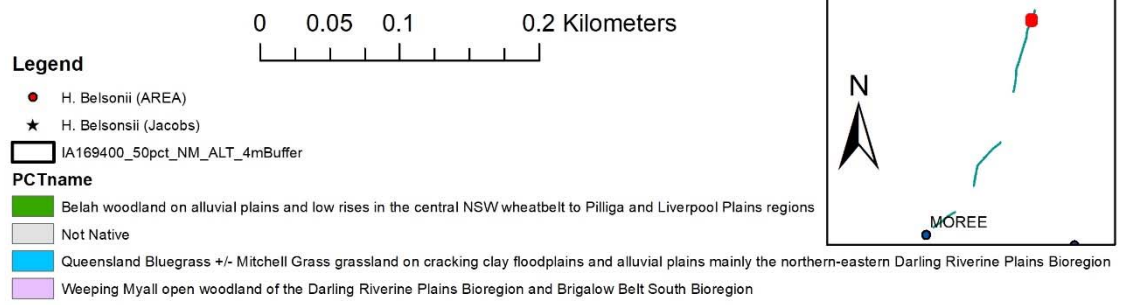 0 0.05 0.1 0.2 Kilometers
Legend
H. Belsonii (AREA)
H. Belsonsii (Jacobs)
IA169400_50pct_NM_ALT_4mBuffer
PCTname
Belah woodland on alluvial plains and low rises in the central NSW wheatbelt to Pilliga and Liverpool Plains regions
Not Native
Queensland Bluegrass +/- Mitchell Grass grassland on cracking clay floodplains and alluvial plains mainly the northern-eastern Darling Riverine Plains Bioregion
Weeping Myall open woodland of the Darling Riverine Plains Bioregion and Brigalow Belt South Bioregion
N
MOREE